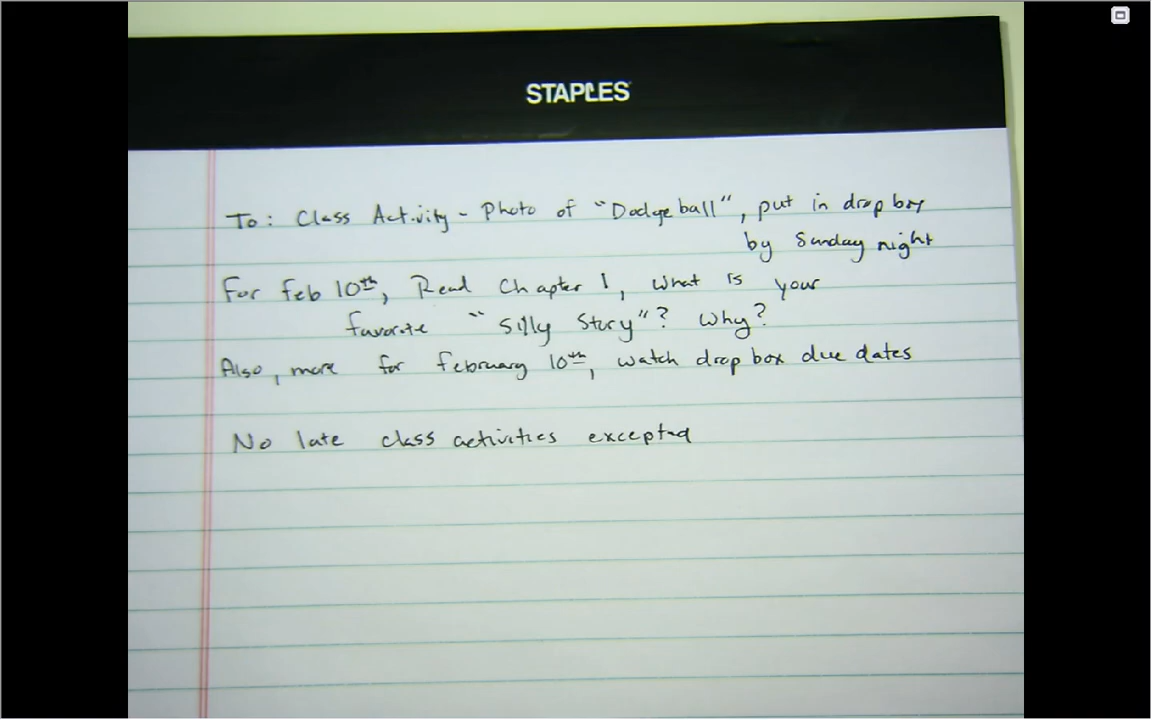 STAPLES
To: Class Activity - Photo of "Dodgeball", put in drop box
by Sunday night
For Feb 10th, Read Chapter 1, What is your
favorite "Silly Story"? Why?
Also, more for February 10th, watch drop box due dates
No late class activities excepted